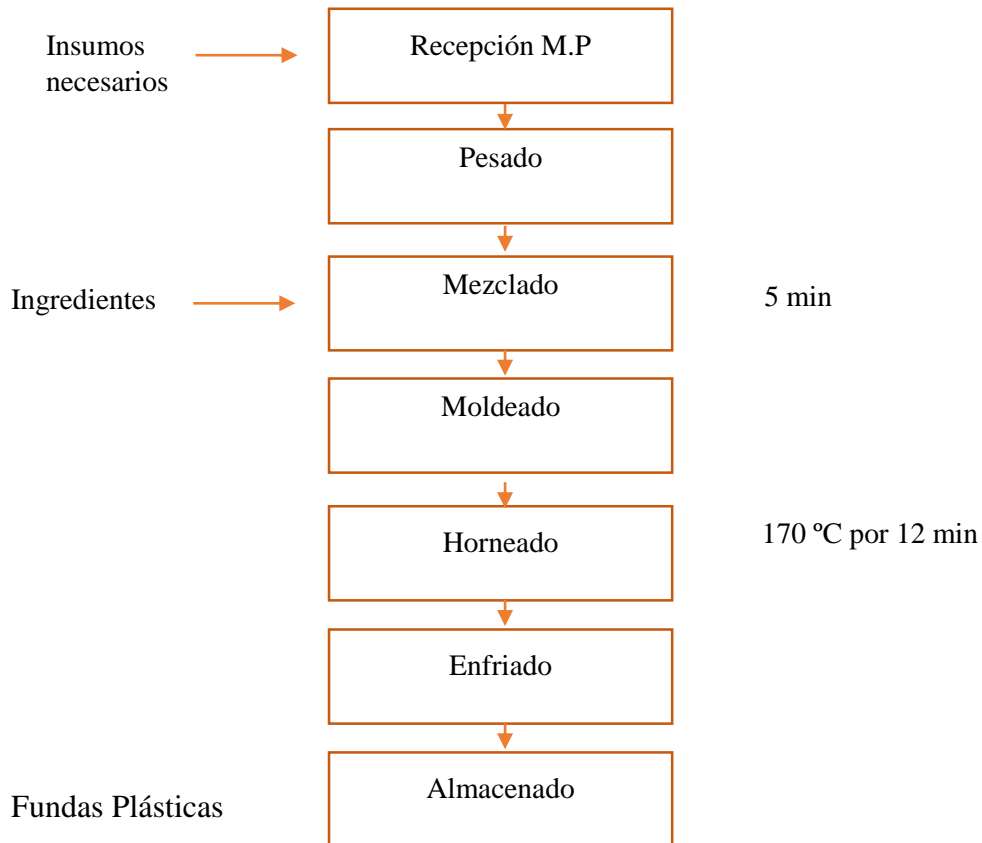 Insumos
necesarios
Recepción M.P
Pesado
Ingredientes
Mezclado
5 min
Moldeado
Horneado
170 ºC por 12 min
Enfriado
Almacenado
Fundas Plásticas